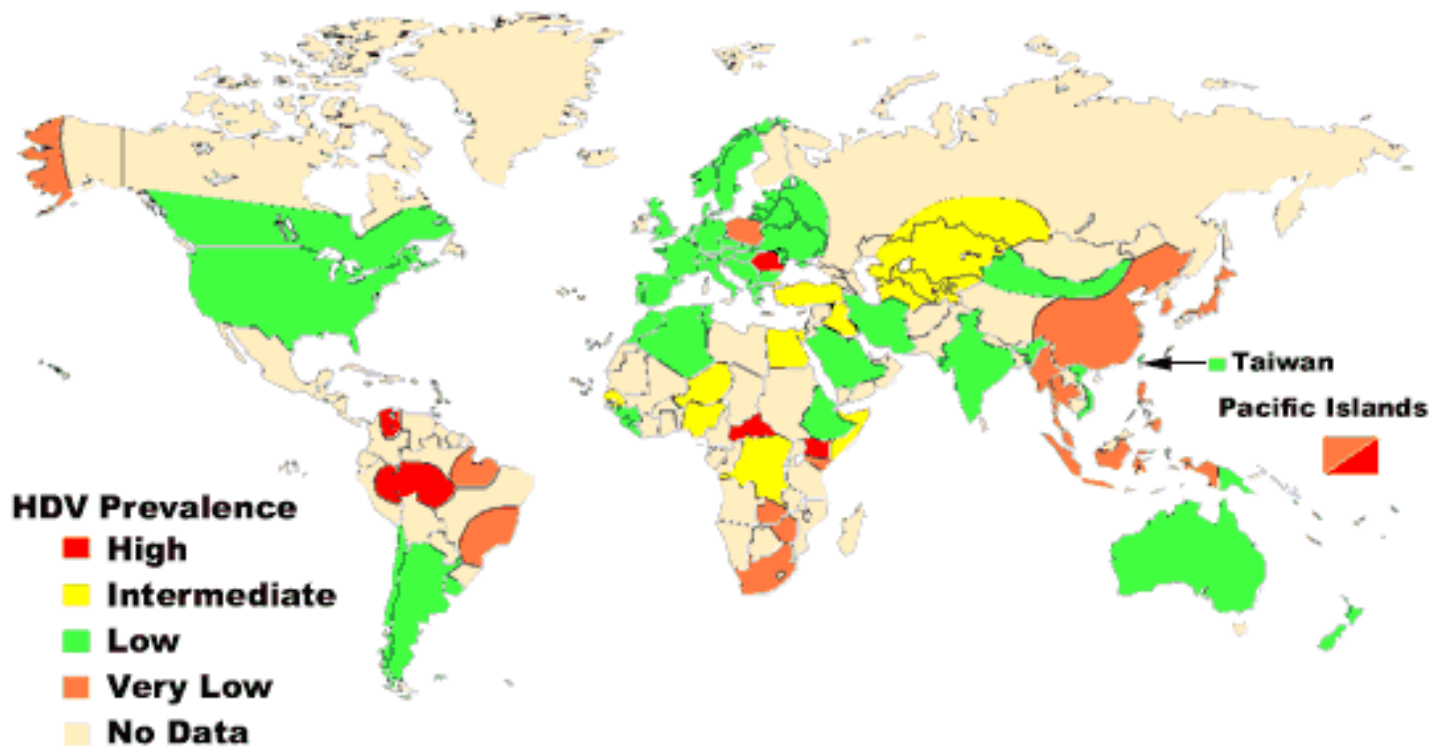 Taiwan
Pacific Islands
HDV Prevalence
High
Intermediate
Low
Very Low
No Data